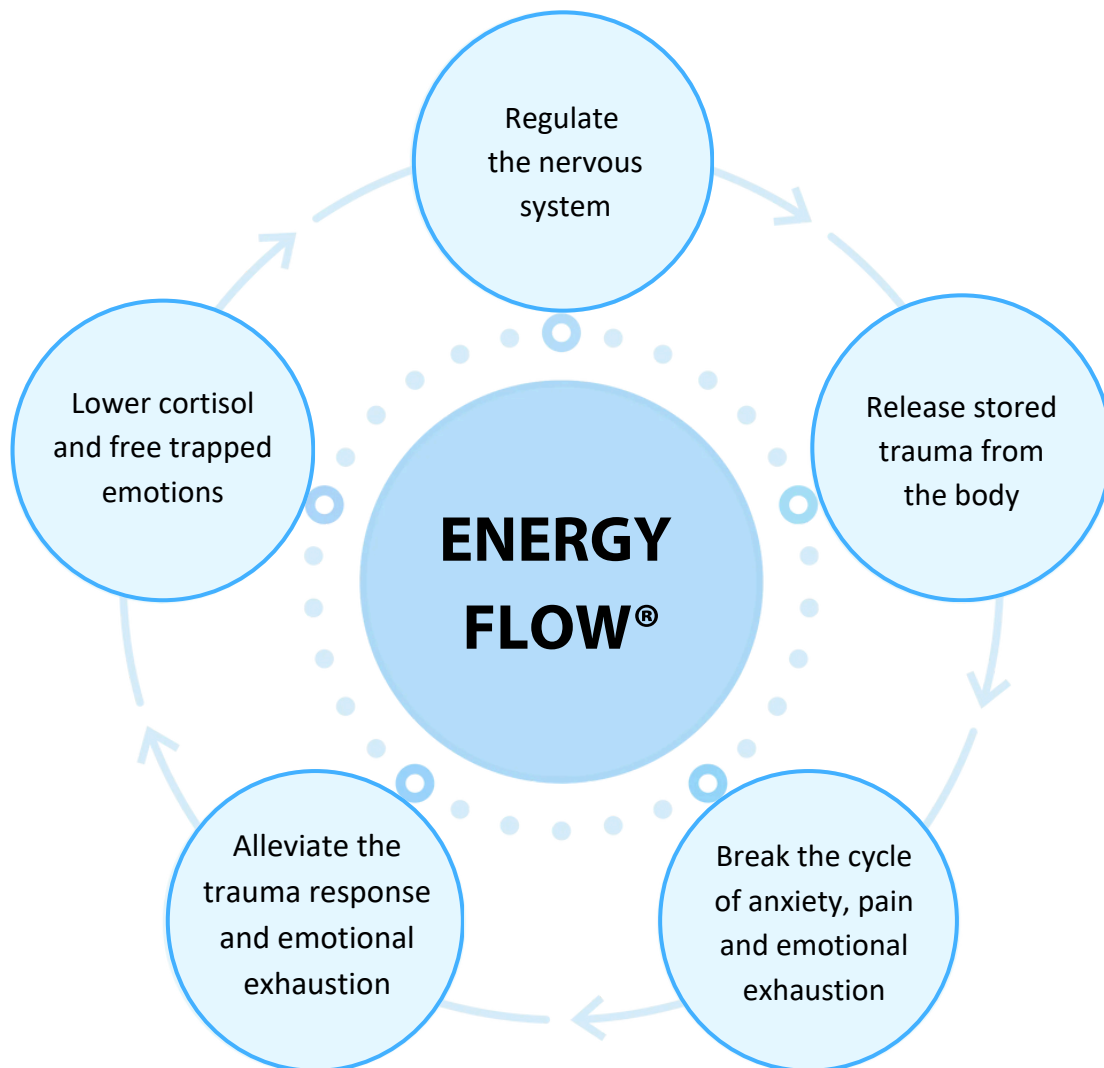 Regulate
the nervous
system
Release stored
trauma from
the body
Break the cycle
of anxiety, pain
and emotional
exhaustion
Alleviate the
trauma response
and emotional
exhaustion
Lower cortisol
and free trapped
emotions
ENERGY
FLOW®